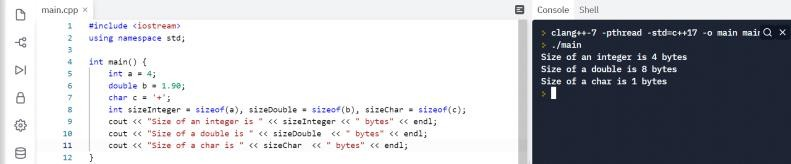 main.cpp ×
1 #include <iostream>
2 using namespace std;
3
4 int main() {
5 int a = 4;
6 double b = 1.90;
7 char c = '+';
8 int sizeInteger = sizeof(a), sizeDouble = sizeof(b), sizeChar = sizeof(c);
9 cout << "Size of an integer is " << sizeInteger << " bytes" << endl;
10 cout << "Size of a double is " << sizeDouble  << " bytes" << endl;
11 cout << "Size of a char is " << sizeChar  << " bytes" << endl;
12 }
Console Shell
> clang++-7 -pthread -std=c++17 -o main mai
> ./main
Size of an integer is 4 bytes
Size of a double is 8 bytes
Size of a char is 1 bytes
>